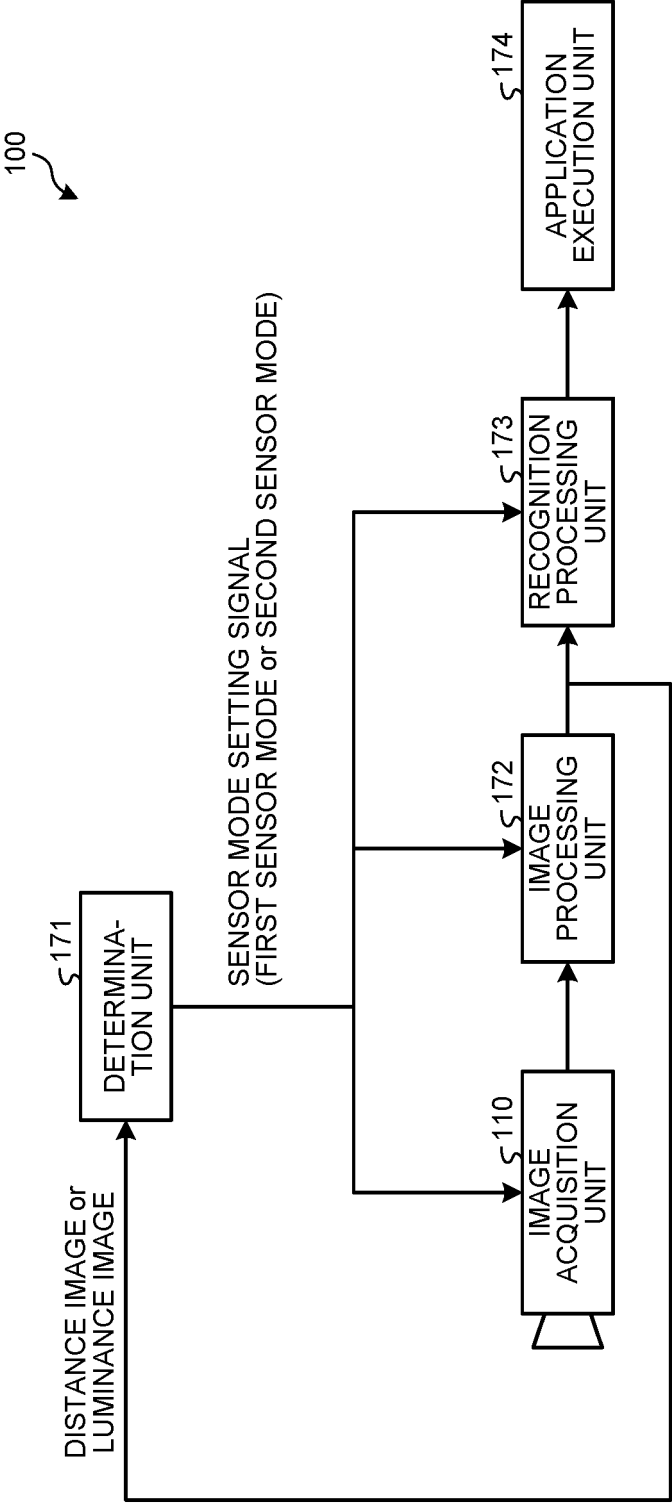 100
DISTANCE IMAGE or
LUMINANCE IMAGE
171
DETERMINA-
TION UNIT
SENSOR MODE SETTING SIGNAL
(FIRST SENSOR MODE or SECOND SENSOR MODE)
110
IMAGE
ACQUISITION
UNIT
172
IMAGE
PROCESSING
UNIT
173
RECOGNITION
PROCESSING
UNIT
174
APPLICATION
EXECUTION UNIT